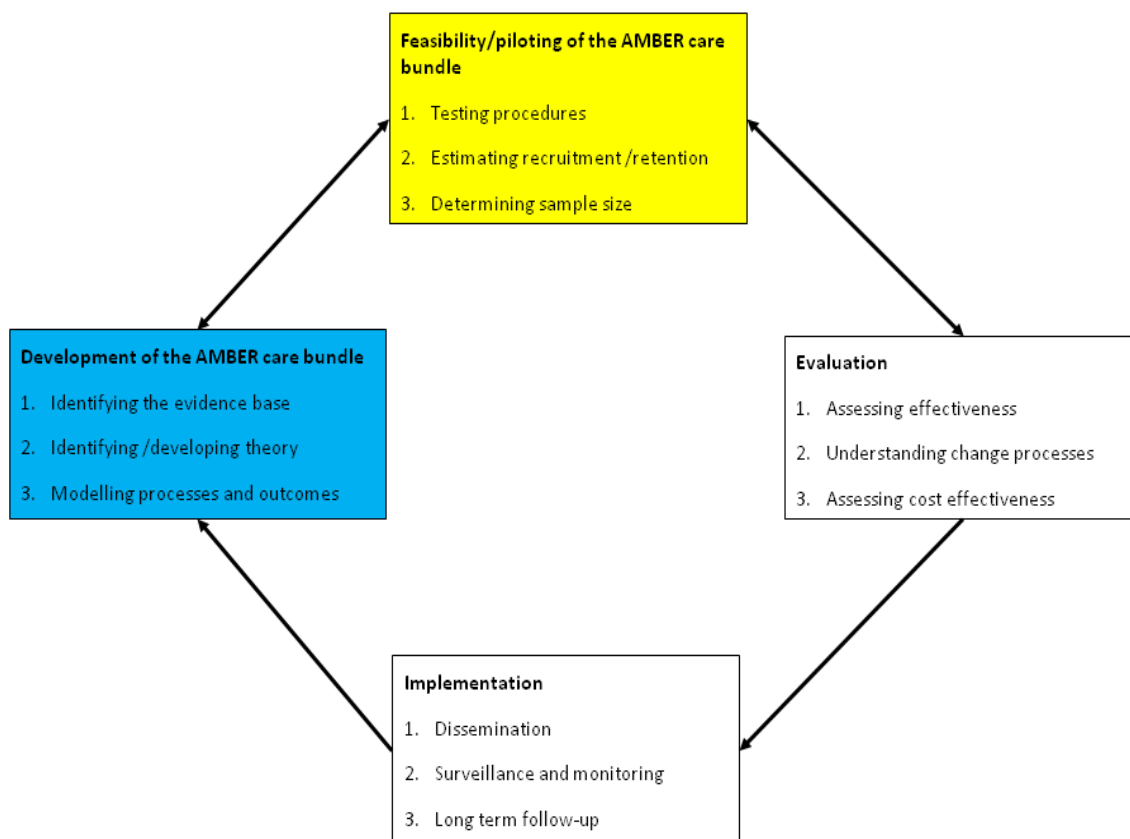 Feasibility/piloting of the AMBER care
bundle
1. Testing procedures
2. Estimating recruitment /retention
3. Determining sample size
Development of the AMBER care bundle
1. Identifying the evidence base
2. Identifying /developing theory
3. Modelling processes and outcomes
Evaluation
1. Assessing effectiveness
2. Understanding change processes
3. Assessing cost effectiveness
Implementation
1. Dissemination
2. Surveillance and monitoring
3. Long term follow-up